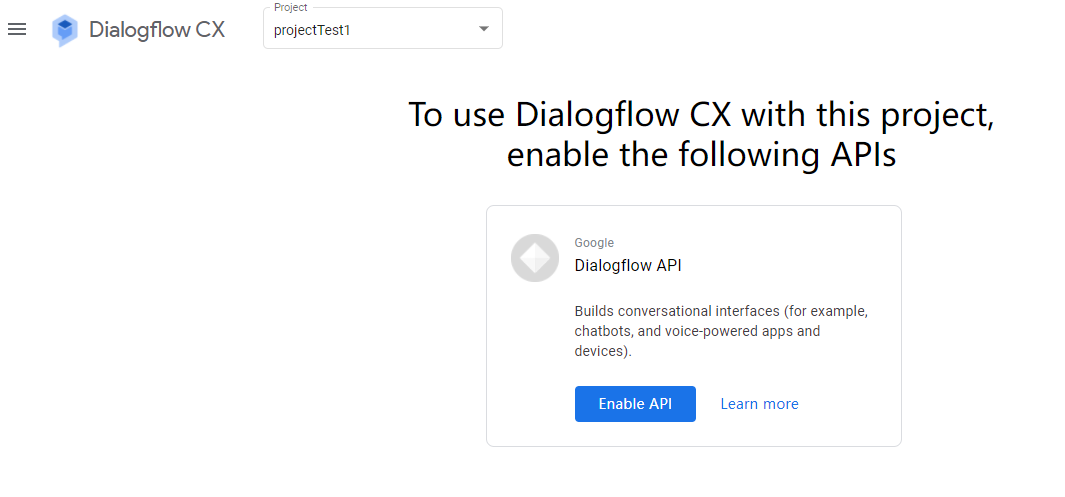 Dialogflow CX
Project
projectTest1
To use Dialogflow CX with this project,
enable the following APIs
Google
Dialogflow API
Builds conversational interfaces (for example,
chatbots, and voice-powered apps and
devices).
Enable API
Learn more